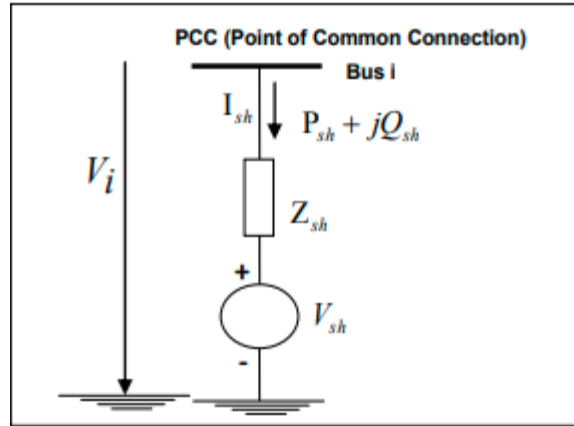 PCC (Point of Common Connection)
Bus i
I_sh
P_sh + jQ_sh
V_i
Z_sh
+
V_sh
-